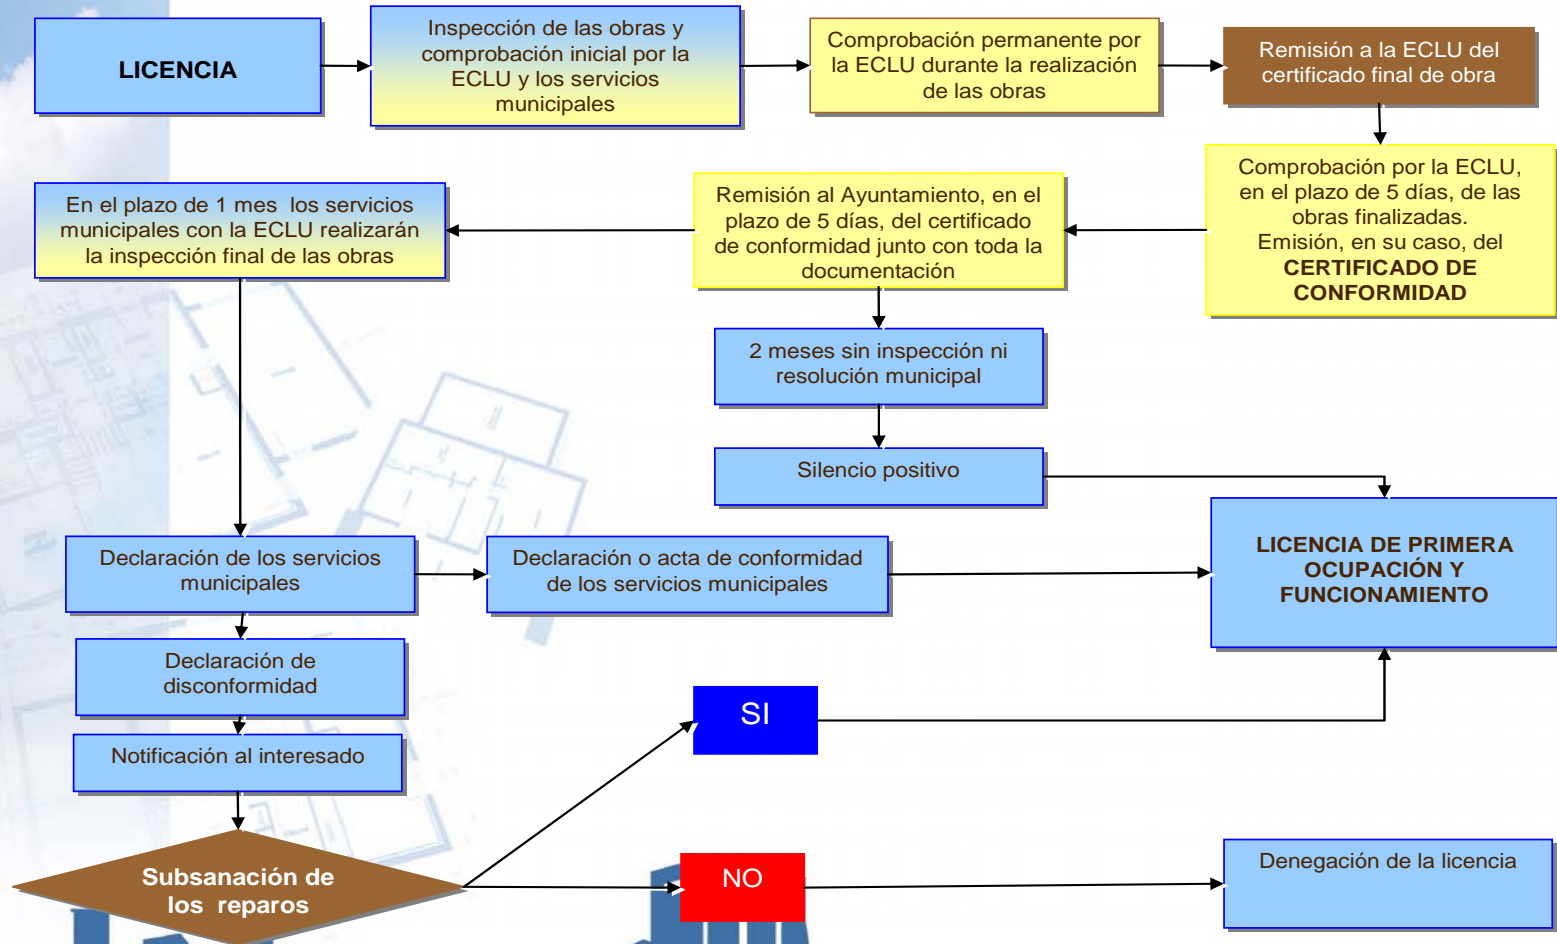 LICENCIA
Inspección de las obras y
comprobación inicial por la
ECLU y los servicios
municipales
Comprobación permanente por
la ECLU durante la realización
de las obras
Remisión a la ECLU del
certificado final de obra
En el plazo de 1 mes  los servicios
municipales con la ECLU realizarán
la inspección final de las obras
Remisión al Ayuntamiento, en el
plazo de 5 días, del certificado
de conformidad junto con toda la
documentación
Comprobación por la ECLU,
en el plazo de 5 días, de las
obras finalizadas.
Emisión, en su caso, del
CERTIFICADO DE
CONFORMIDAD
2 meses sin inspección ni
resolución municipal
Silencio positivo
Declaración de los servicios
municipales
Declaración o acta de conformidad
de los servicios municipales
LICENCIA DE PRIMERA
OCUPACIÓN Y
FUNCIONAMIENTO
Declaración de
disconformidad
Notificación al interesado
SI
Subsanación de
los  reparos
NO
Denegación de la licencia